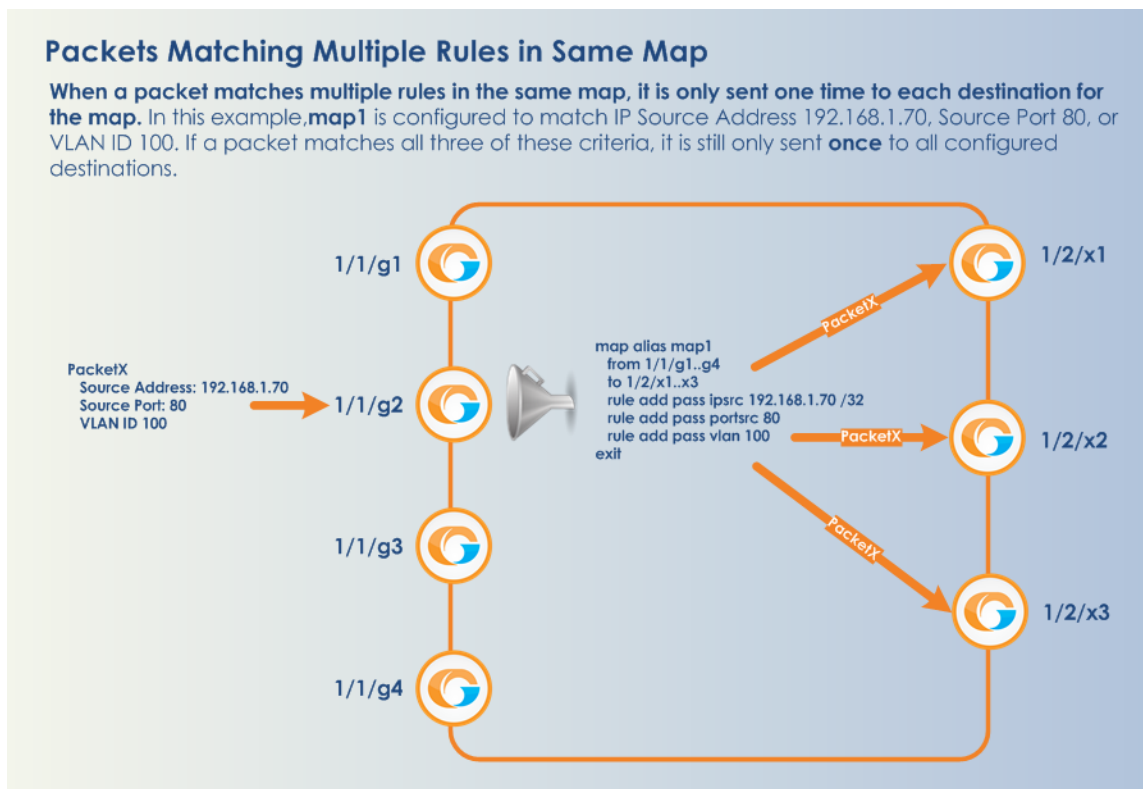 Packets Matching Multiple Rules in Same Map
When a packet matches multiple rules in the same map, it is only sent one time to each destination for
the map. In this example,map1 is configured to match IP Source Address 192.168.1.70, Source Port 80, or
VLAN ID 100. If a packet matches all three of these criteria, it is still only sent once to all configured
destinations.
1/1/g1
1/2/x1
PacketX
map alias map1
from 1/1/g1..g4
to 1/2/x1..x3
rule add pass ipsrc 192.168.1.70 /32
rule add pass portsrc 80
rule add pass vlan 100
exit
PacketX
Source Address: 192.168.1.70
Source Port: 80
VLAN ID 100
1/1/g2
PacketX
1/2/x2
PacketX
1/1/g3
1/2/x3
1/1/g4